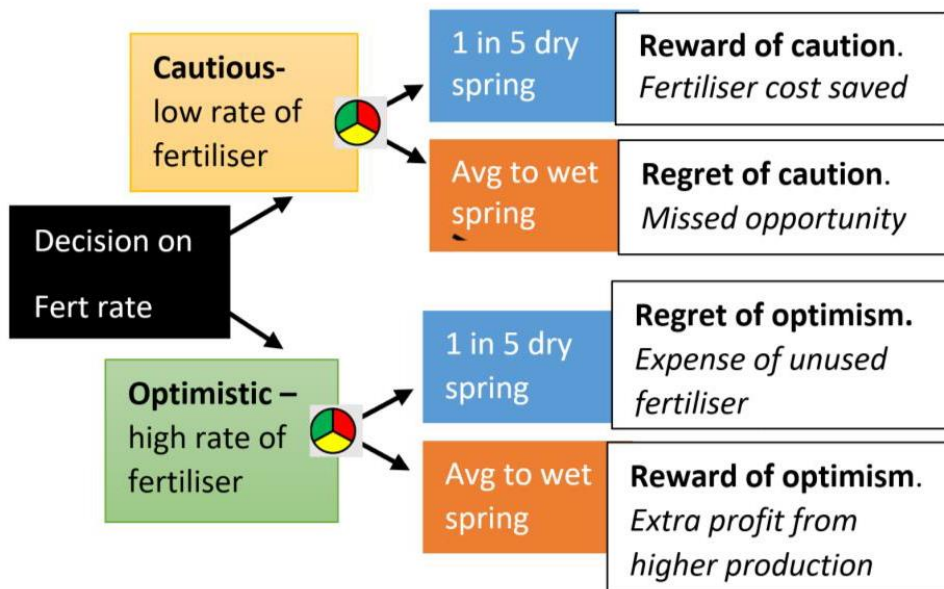 Decision on
Fert rate
Cautious-
low rate of
fertiliser
1 in 5 dry
spring
Reward of caution.
Fertiliser cost saved
Avg to wet
spring
Regret of caution.
Missed opportunity
Optimistic –
high rate of
fertiliser
1 in 5 dry
spring
Regret of optimism.
Expense of unused
fertiliser
Avg to wet
spring
Reward of optimism.
Extra profit from
higher production